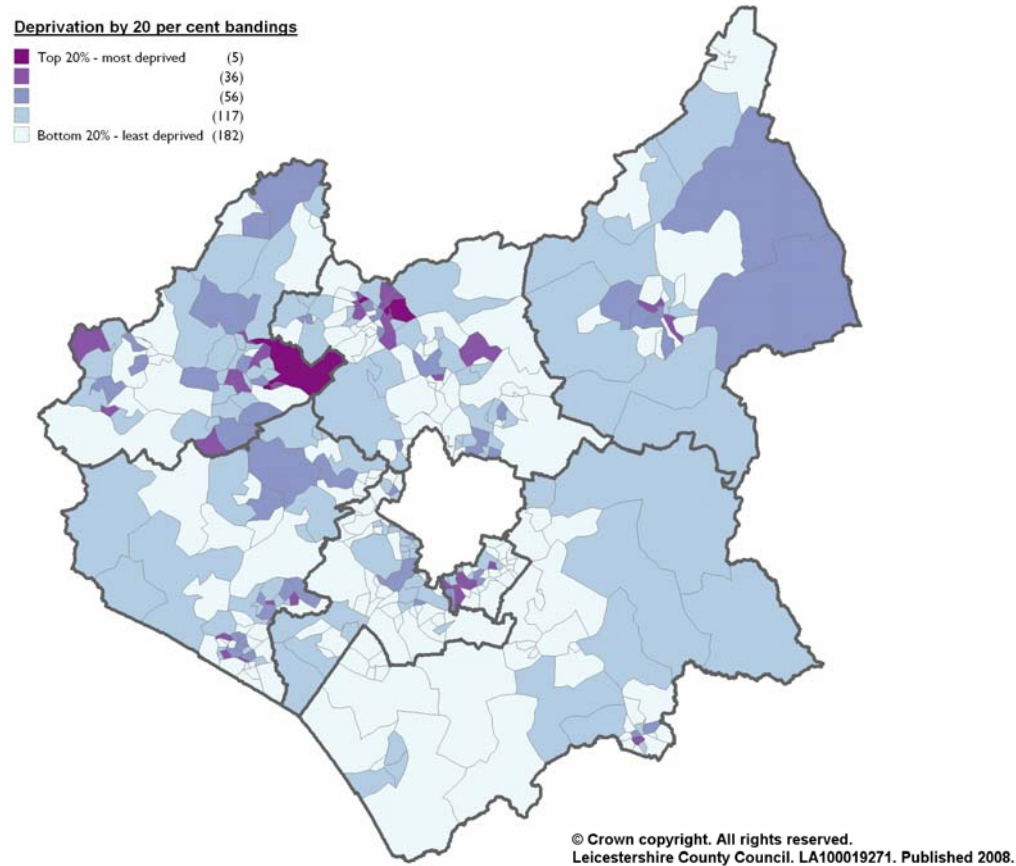 Deprivation by 20 per cent bandings
Top 20% - most deprived (5)
(36)
(56)
(117)
Bottom 20% - least deprived (182)
© Crown copyright. All rights reserved.
Leicestershire County Council. LA100019271. Published 2008.